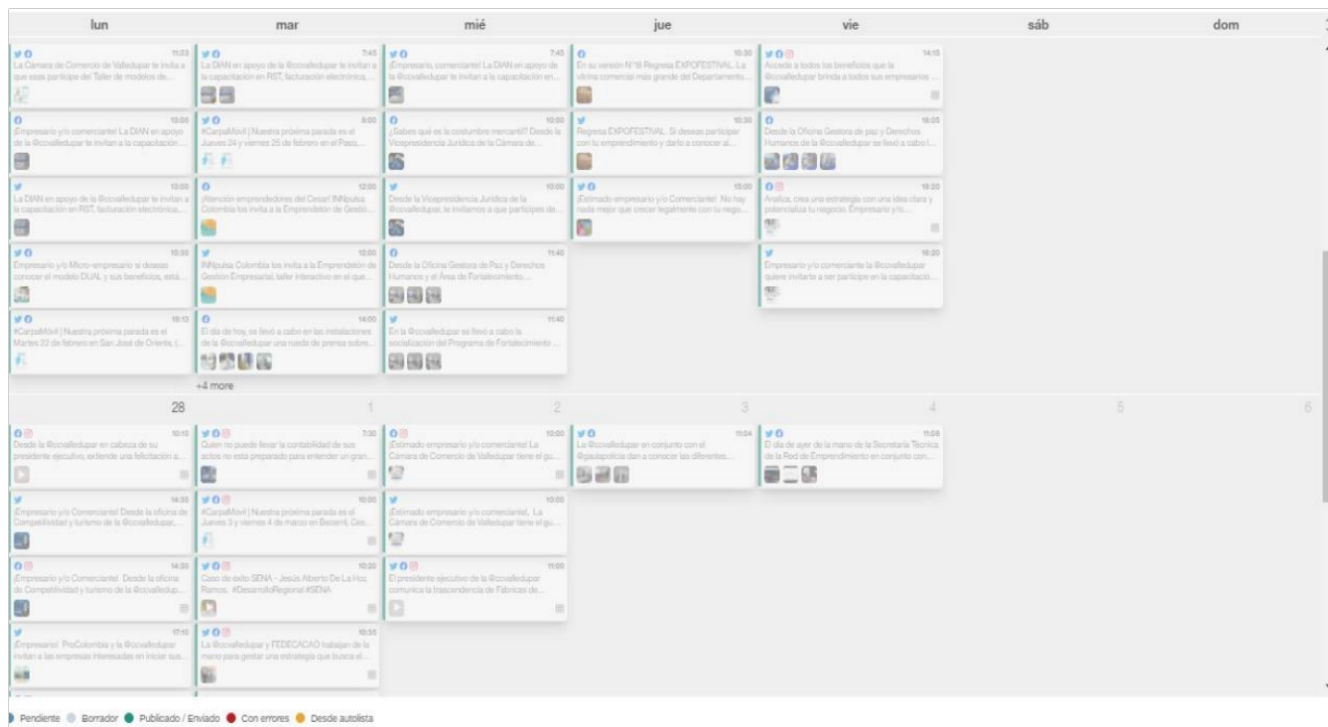 lun mar mié jue vie sáb dom
11:03
La Cámara de Comercio de Valledupar te invita a
que seas partícipe del Taller de modelos de...
13:00
¡Empresario y/o comerciante! La DIAN en apoyo
de la @ccvalledupar te invitan a la capacitación...
13:00
La DIAN en apoyo de la @ccvalledupar te invitan a
la capacitación en RST, facturación electrónica,...
15:30
Empresario y/o Micro-empresario si deseas
conocer el modelo DUAL y sus beneficios, esta...
18:13
#CarpaMóvil | Nuestra próxima parada es el
Martes 22 de febrero en San José de Oriente, (...
7:45
La DIAN en apoyo de la @ccvalledupar te invitan a
la capacitación en RST, facturación electrónica,...
8:00
#CarpaMóvil | Nuestra próxima parada es el
Jueves 24 y viernes 25 de febrero en el Paso,...
12:00
¡Atención emprendedores del Cesar! INNpulsa
Colombia los invita a la Emprendetón de Gestió...
12:00
INNpulsa Colombia los invita a la Emprendetón de
Gestión Empresarial, taller interactivo en el que...
14:00
El día de hoy, se llevó a cabo en las instalaciones
de la @ccvalledupar una rueda de prensa sobre...
+4 more
7:45
¡Empresario, comerciante! La DIAN en apoyo de
la @ccvalledupar te invitan a la capacitación en...
10:00
¿Sabes qué es la costumbre mercantil? Desde la
Vicepresidencia Jurídica de la Cámara de...
10:00
Desde la Vicepresidencia Jurídica de la
@ccvalledupar, te invitamos a que participes de...
11:40
Desde la Oficina Gestora de Paz y Derechos
Humanos y el Área de Fortalecimiento...
11:40
En la @ccvalledupar se llevó a cabo la
socialización del Programa de Fortalecimiento ...
10:30
En su versión N°18 Regresa EXPOFESTIVAL. La
vitrina comercial más grande del Departamento...
10:30
Regresa EXPOFESTIVAL. Si deseas participar
con tu emprendimiento y darlo a conocer al...
15:00
¡Estimado empresario y/o Comerciante! No hay
nada mejor que crecer legalmente con tu nego...
14:15
Accede a todos los beneficios que la
@ccvalledupar brinda a todos sus empresarios ...
16:05
Desde la Oficina Gestora de paz y Derechos
Humanos de la @ccvalledupar se llevó a cabo l...
18:20
Analiza, crea una estrategia con una idea clara y
potencializa tu negocio. Empresario y/o...
18:20
Empresario y/o comerciante la @ccvalledupar
quiere invitarte a ser partícipe en la capacitació...
28 1 2 3 4 5 6
10:15
Desde la @ccvalledupar en cabeza de su
presidente ejecutivo, extiende una felicitación a...
14:33
¡Empresario y/o Comerciante! Desde la oficina de
Competitividad y turismo de la @ccvalledupar,...
14:33
¡Empresario y/o Comerciante! Desde la oficina
de Competitividad y turismo de la @ccvalledup...
17:10
¡Empresario! ProColombia y la @ccvalledupar
invitan a las empresas interesadas en iniciar sus...
7:30
Quien no puede llevar la contabilidad de sus
actos no está preparado para entender un gran...
10:00
#CarpaMóvil | Nuestra próxima parada es el
Jueves 3 y viernes 4 de marzo en Becerril, Ces...
10:20
Caso de éxito SENA - Jesús Alberto De La Hoz
Ramos. #DesarrolloRegional #SENA
10:35
La @ccvalledupar y FEDECACAO trabajan de la
mano para gestar una estrategia que busca el...
10:00
¡Estimado empresario y/o comerciante! La
Cámara de Comercio de Valledupar tiene el gu...
10:00
¡Estimado empresario y/o comerciante!, La
Cámara de Comercio de Valledupar tiene el gu...
11:00
El presidente ejecutivo de la @ccvalledupar
comunica la trascendencia de Fábricas de...
11:04
La @ccvalledupar en conjunto con el
@gaulapolicia dan a conocer las diferentes...
11:08
El día de ayer de la mano de la Secretaría Técnica
de la Red de Emprendimiento en conjunto con...
Pendiente Borrador Publicado / Enviado Con errores Desde autolista